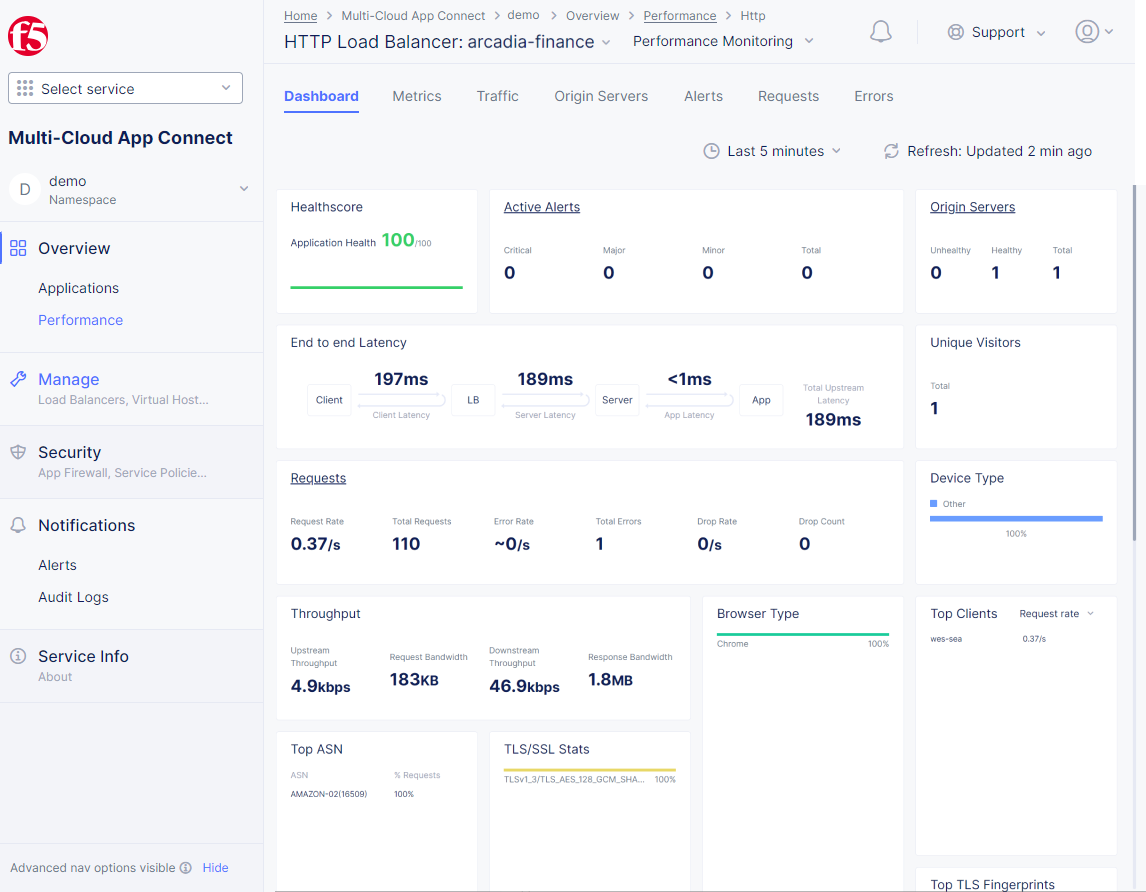 f5
Select service
Multi-Cloud App Connect
D
demo
Namespace
Overview
Applications
Performance
Manage
Load Balancers, Virtual Host...
Security
App Firewall, Service Policie...
Notifications
Alerts
Audit Logs
Service Info
About
Advanced nav options visible
Hide
Home > Multi-Cloud App Connect > demo > Overview > Performance > Http
HTTP Load Balancer: arcadia-finance
Performance Monitoring
Support
Dashboard Metrics Traffic Origin Servers Alerts Requests Errors
Last 5 minutes
Refresh: Updated 2 min ago
Healthscore
Application Health 100/100
Active Alerts
Critical Major Minor Total
0 0 0 0
Origin Servers
Unhealthy Healthy Total
0 1 1
End to end Latency
197ms 189ms <1ms
Client LB Server App
Client Latency Server Latency App Latency
Total Upstream
Latency
189ms
Unique Visitors
Total
1
Requests
Request Rate Total Requests Error Rate Total Errors Drop Rate Drop Count
0.37/s 110 ~0/s 1 0/s 0
Device Type
Other
100%
Throughput
Upstream
Throughput
4.9kbps
Request Bandwidth
183KB
Downstream
Throughput
46.9kbps
Response Bandwidth
1.8MB
Browser Type
Chrome 100%
Top Clients Request rate
wes-sea 0.37/s
Top ASN
ASN % Requests
AMAZON-02(16509) 100%
TLS/SSL Stats
TLSv1_3/TLS_AES_128_GCM_SHA... 100%
Top TLS Fingerprints